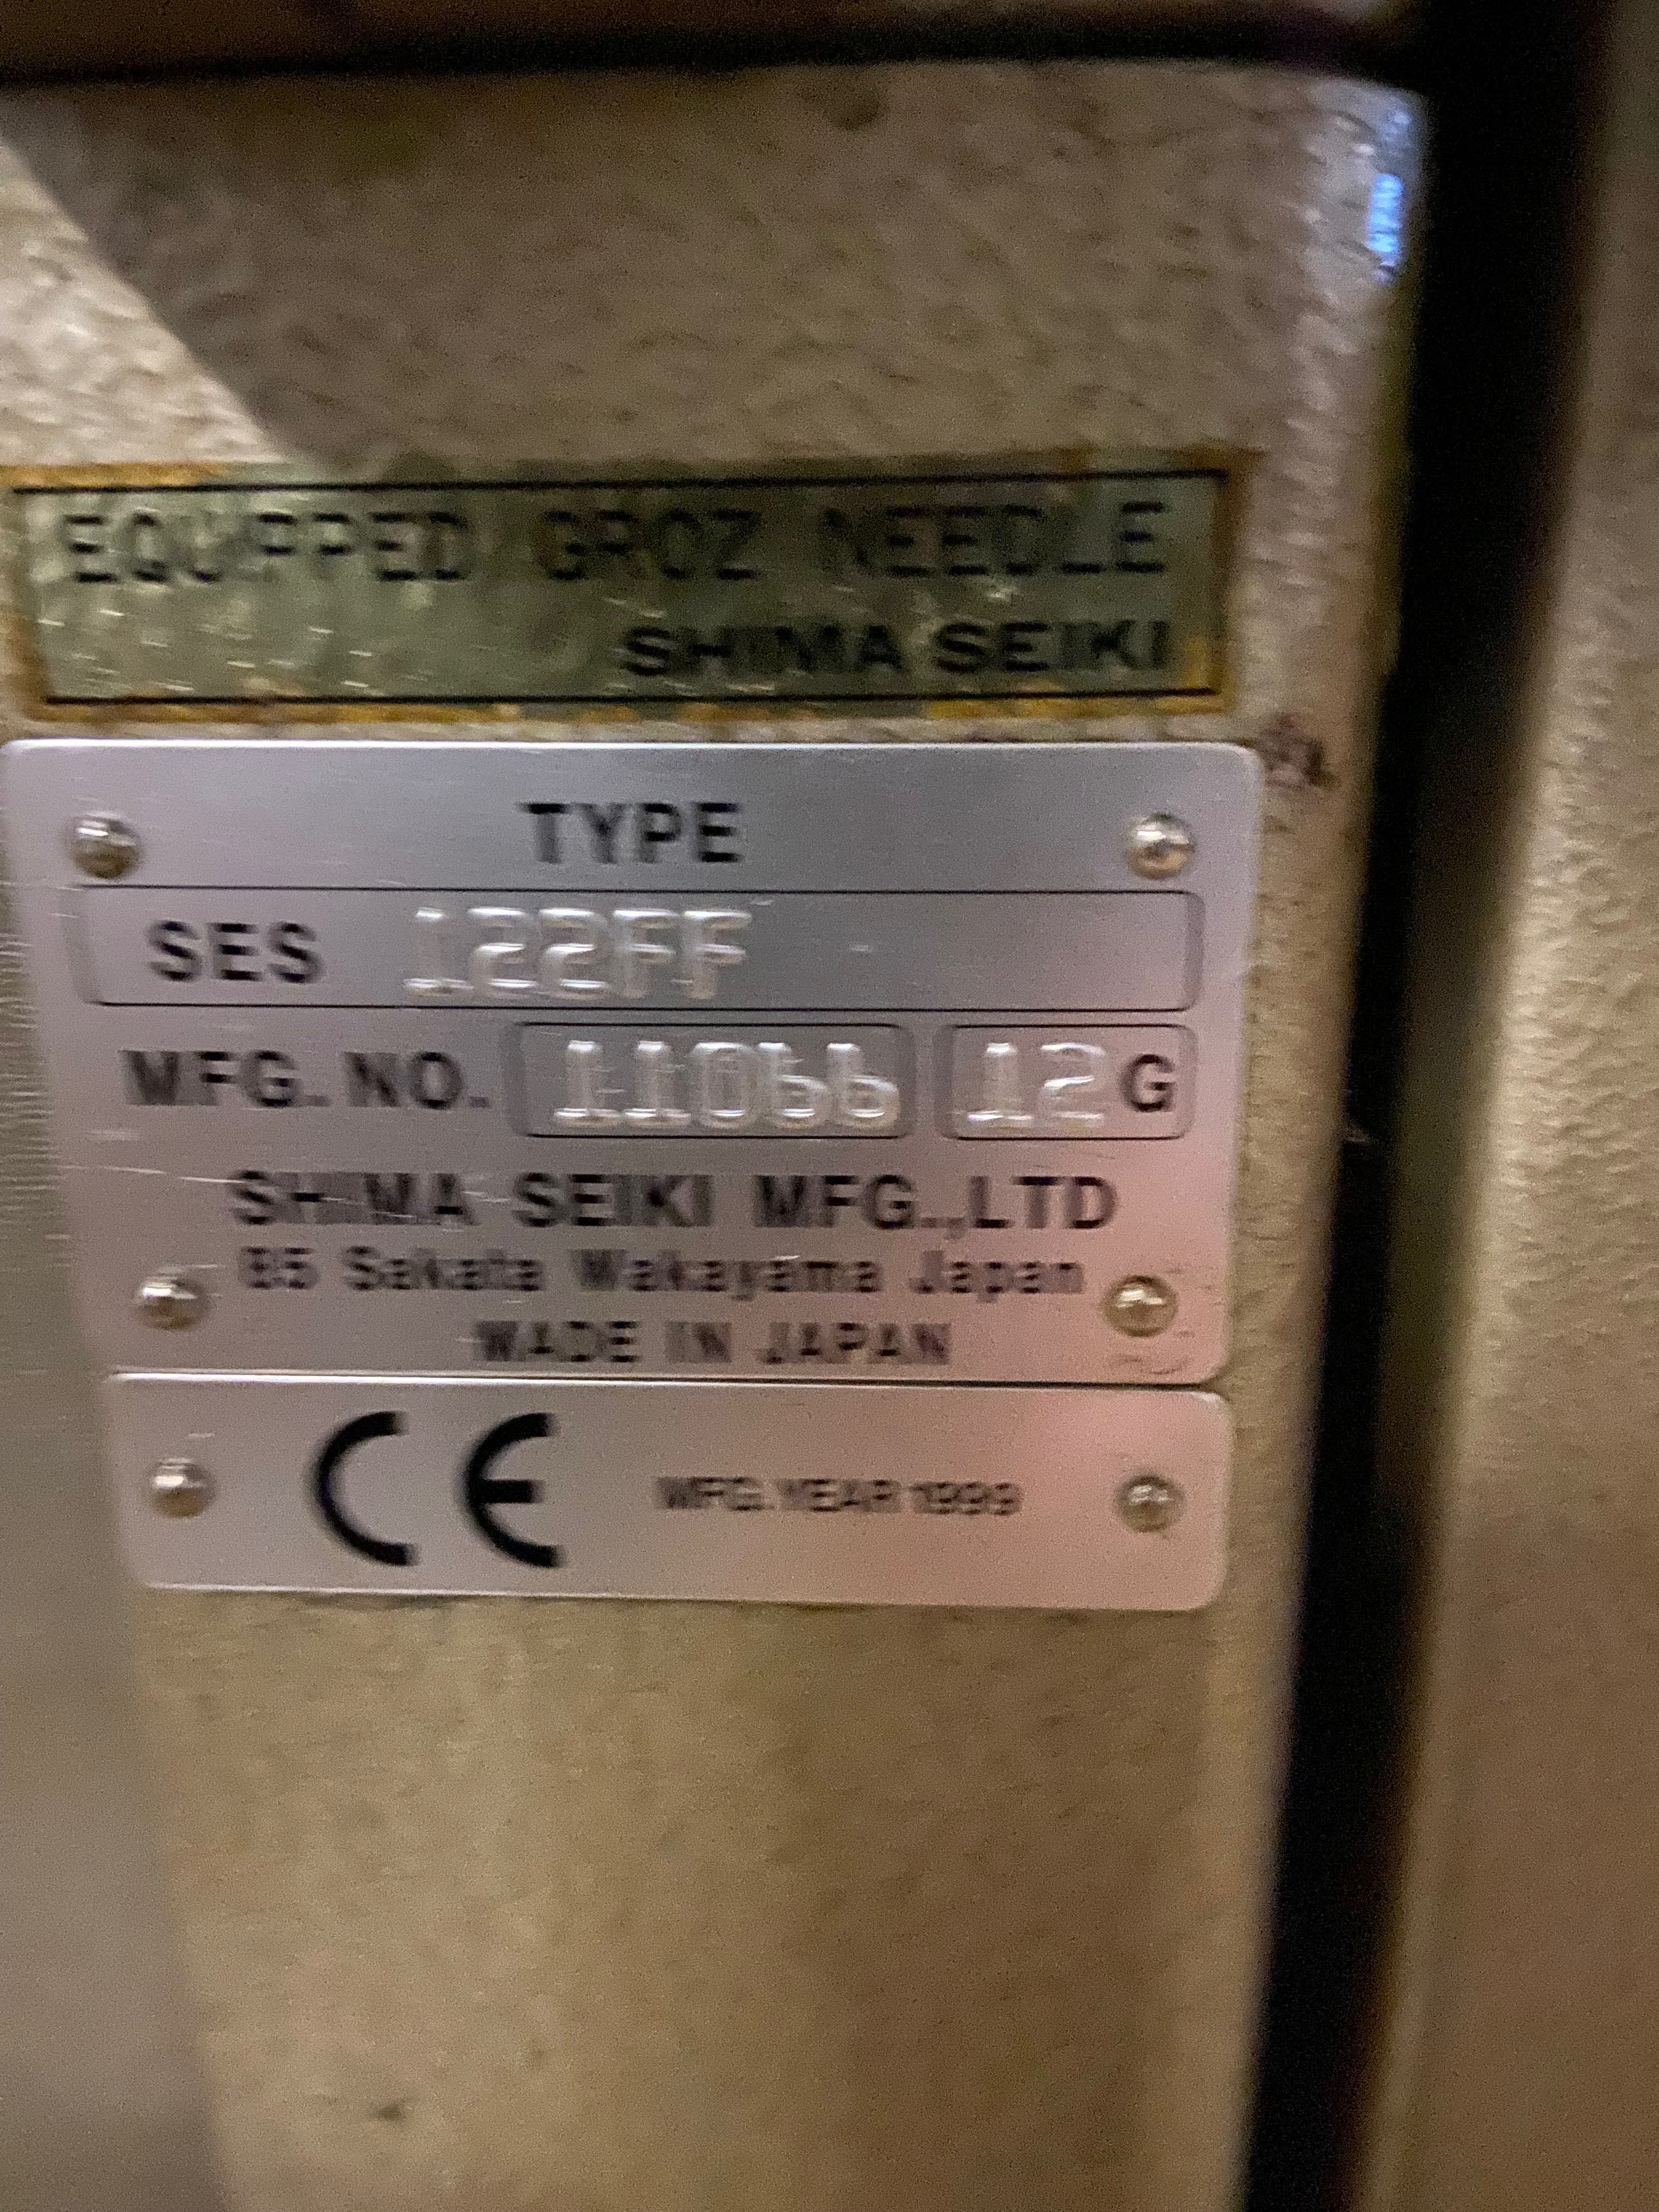 EQUIPPED GROZ NEEDLE
SHIMA SEIKI
TYPE
SES 122FF
MFG. NO. 11066 12 G
SHIMA SEIKI MFG.,LTD
85 Sakata Wakayama Japan
MADE IN JAPAN
CE MFG.YEAR 1999